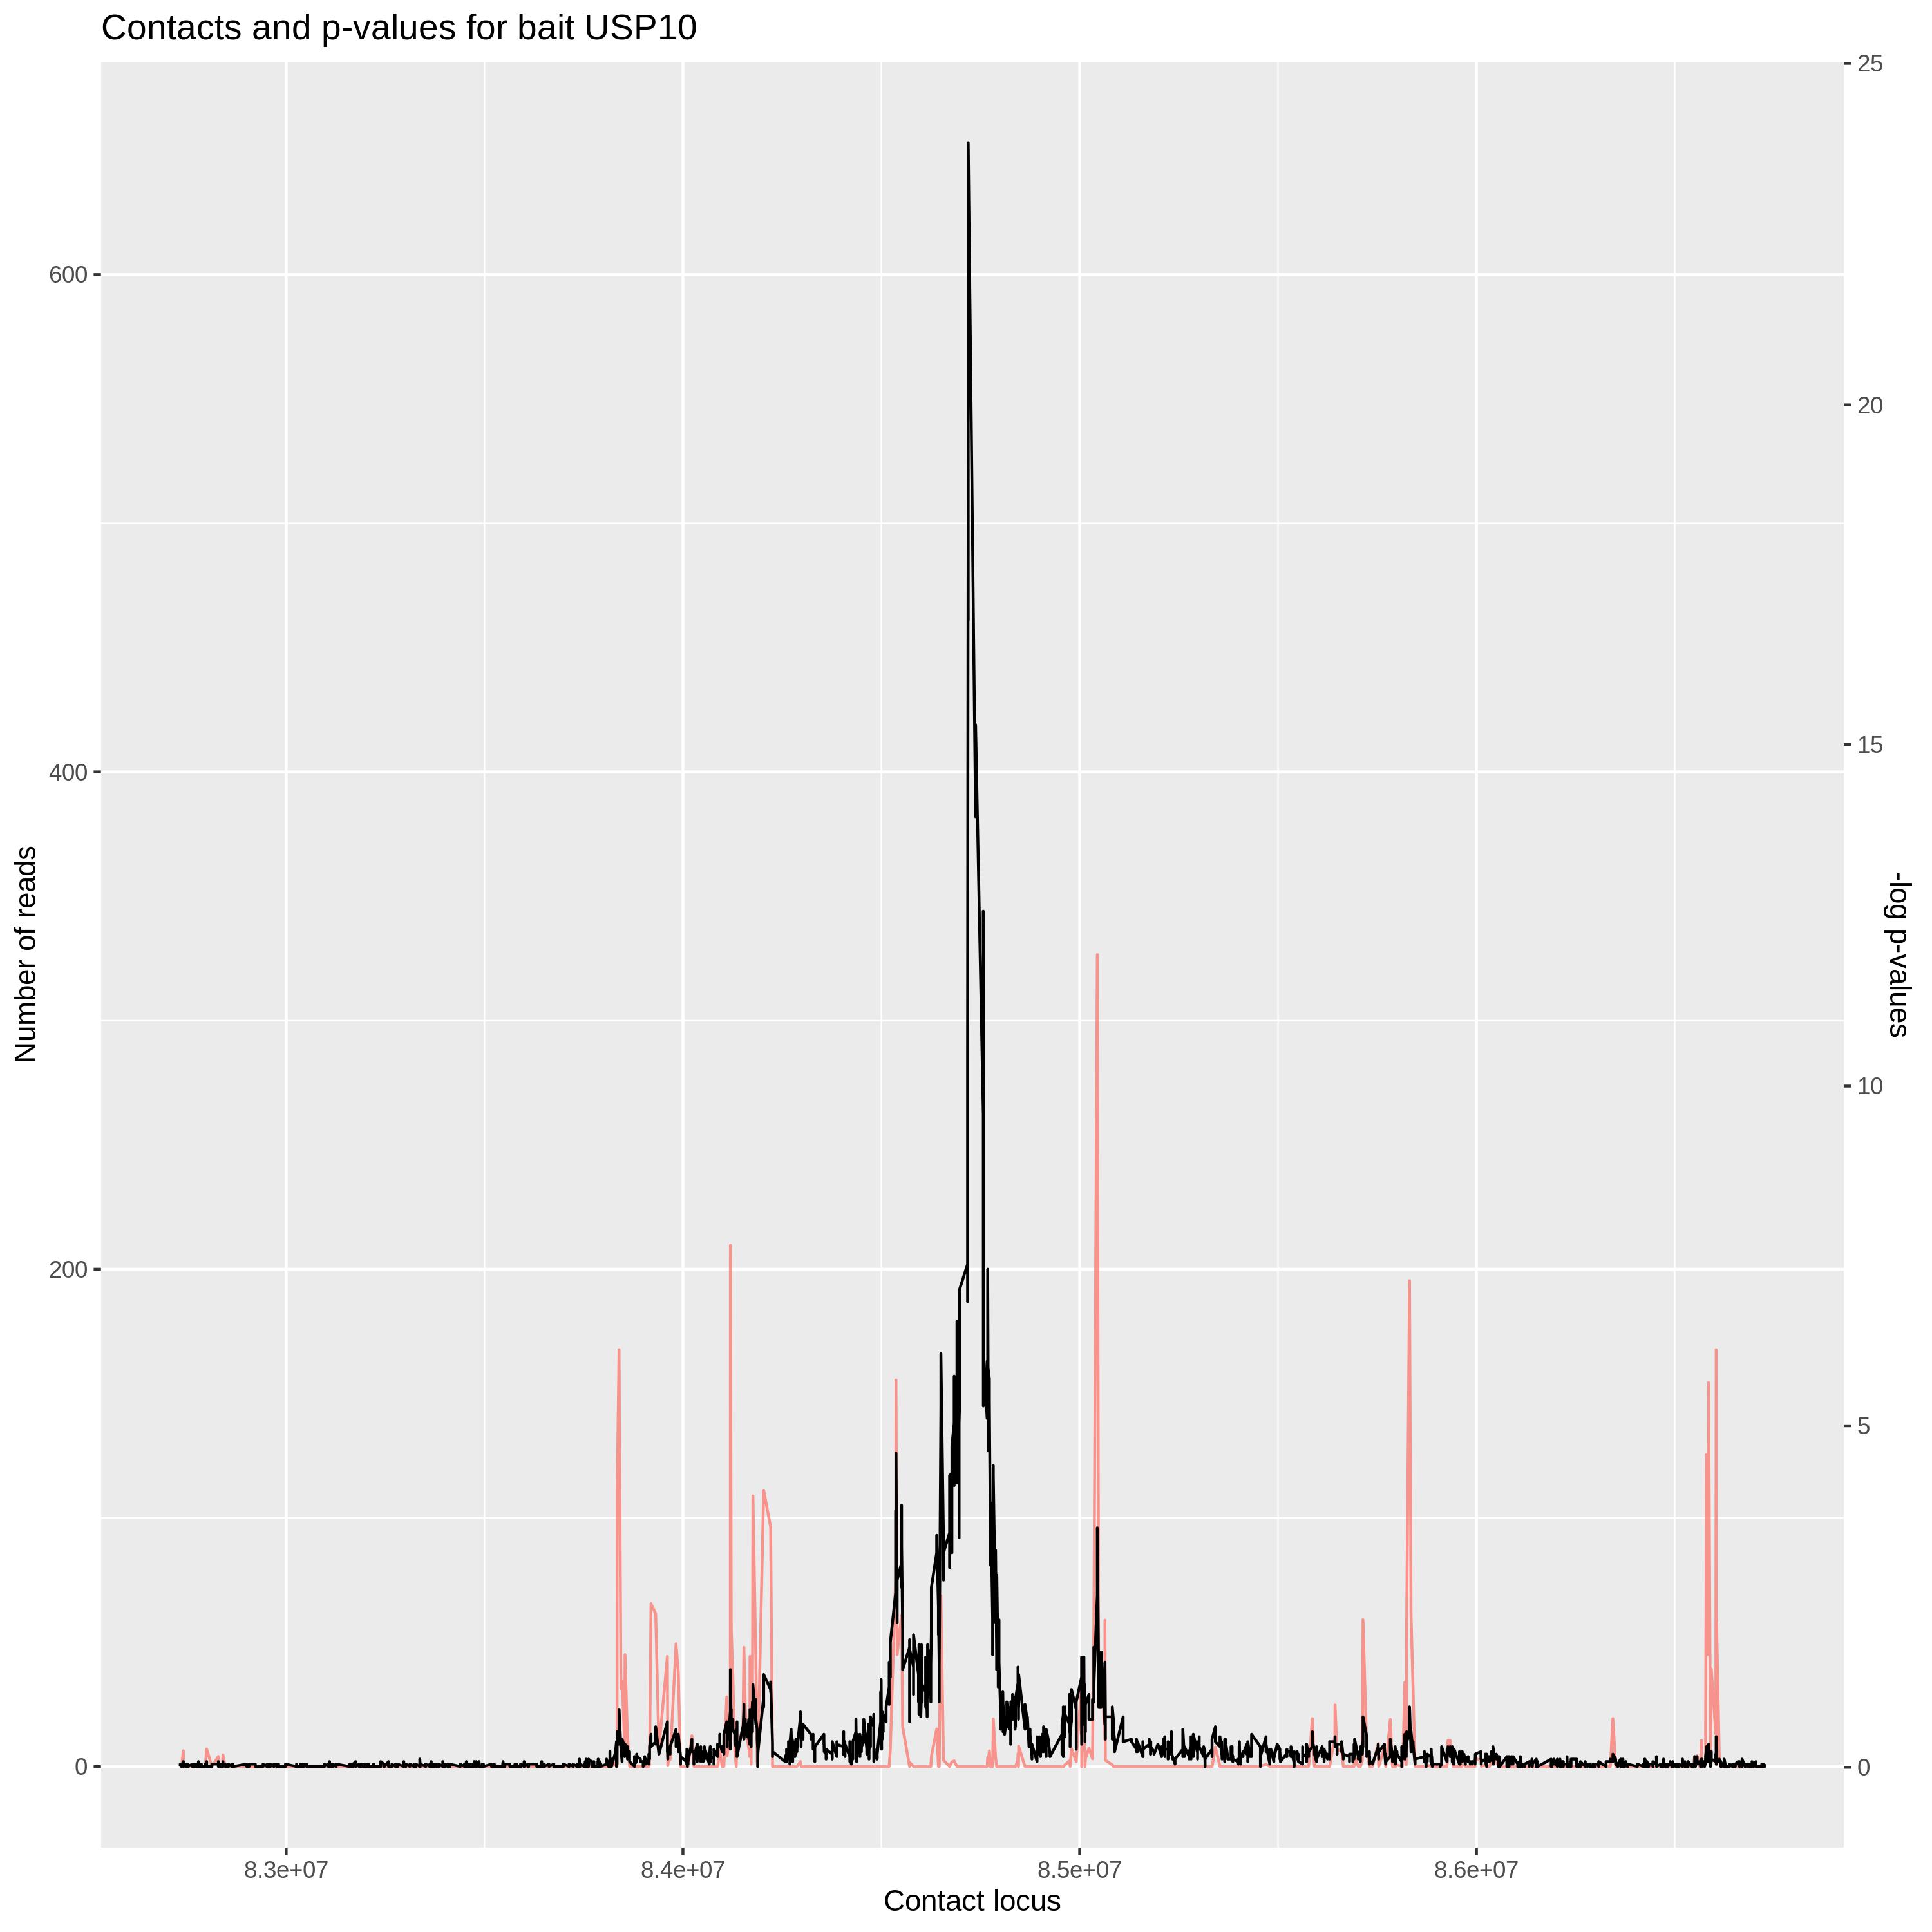 Contacts and p-values for bait USP10
25
600
20
400
15
Number of reads
-log p-values
10
200
5
0
0
8.3e+07
8.4e+07
8.5e+07
8.6e+07
Contact locus